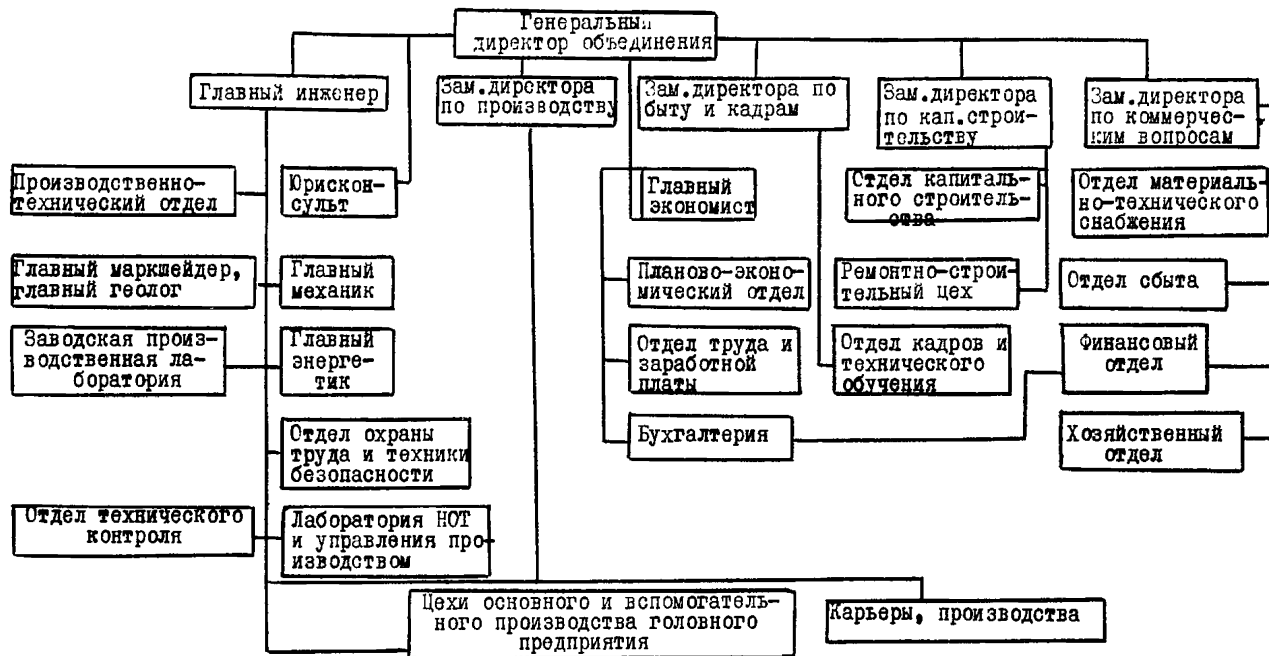 Генеральный
директор объединения
Главный инженер
Зам.директора
по производству
Зам.директора по
быту и кадрам
Зам.директора
по кап.строи-
тельству
Зам.директора
по коммерчес-
ким вопросам
Производственно-
технический отдел
Юрискон-
сульт
Главный
экономист
Отдел капиталь-
ного строитель-
ства
Отдел материаль-
но-технического
снабжения
Главный маркшейдер,
главный геолог
Главный
механик
Планово-эконо-
мический отдел
Ремонтно-строи-
тельный цех
Отдел сбыта
Заводская произ-
водственная ла-
боратория
Главный
энерге-
тик
Отдел труда и
заработной
платы
Отдел кадров и
технического
обучения
Финансовый
отдел
Отдел охраны
труда и техники
безопасности
Бухгалтерия
Хозяйственный
отдел
Отдел технического
контроля
Лаборатория НОТ
и управления про-
изводством
Цехи основного и вспомогатель-
ного производства головного
предприятия
Карьеры, производства